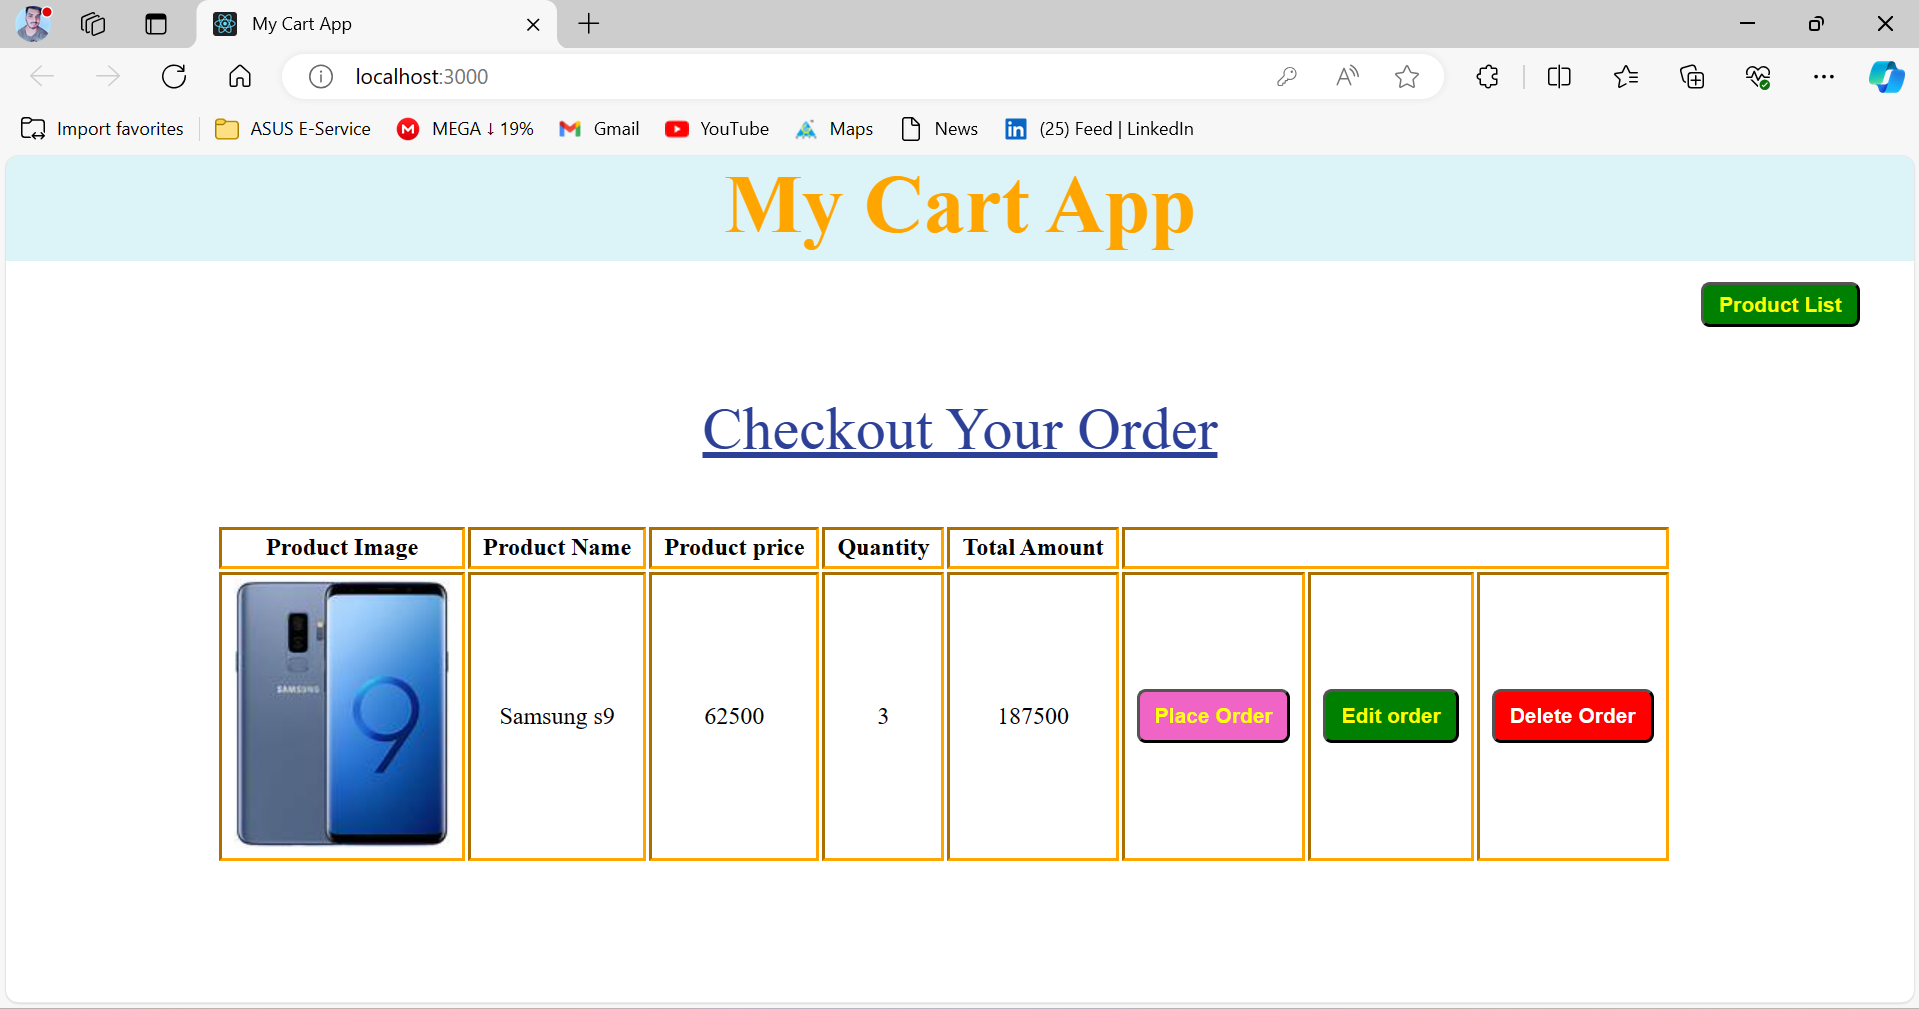 My Cart App
localhost:3000
Import favorites ASUS E-Service MEGA ↓ 19% Gmail YouTube Maps News (25) Feed | LinkedIn
My Cart App
Product List
Checkout Your Order
Product Image Product Name Product price Quantity Total Amount
SAMSUNG
9
Samsung s9 62500 3 187500 Place Order Edit order Delete Order